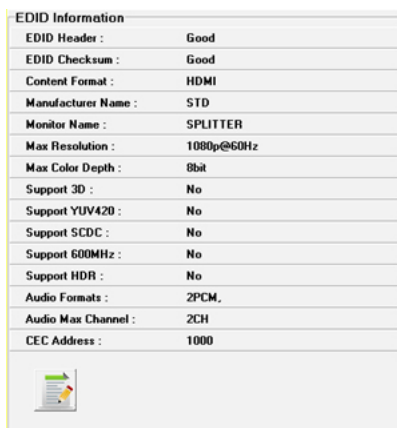 EDID Information
EDID Header : Good
EDID Checksum : Good
Content Format : HDMI
Manufacturer Name : STD
Monitor Name : SPLITTER
Max Resolution : 1080p@60Hz
Max Color Depth : 8bit
Support 3D : No
Support YUV420 : No
Support SCDC : No
Support 600MHz : No
Support HDR : No
Audio Formats : 2PCM,
Audio Max Channel : 2CH
CEC Address : 1000